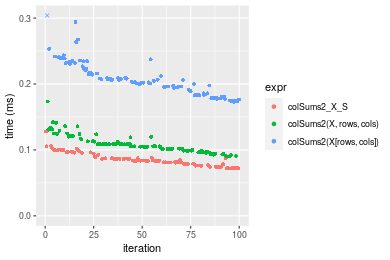 0.3
0.2
0.1
0.0
time (ms)
0
25
50
75
100
iteration
expr
colSums2_X_S
colSums2(X, rows, cols)
colSums2(X[rows, cols])